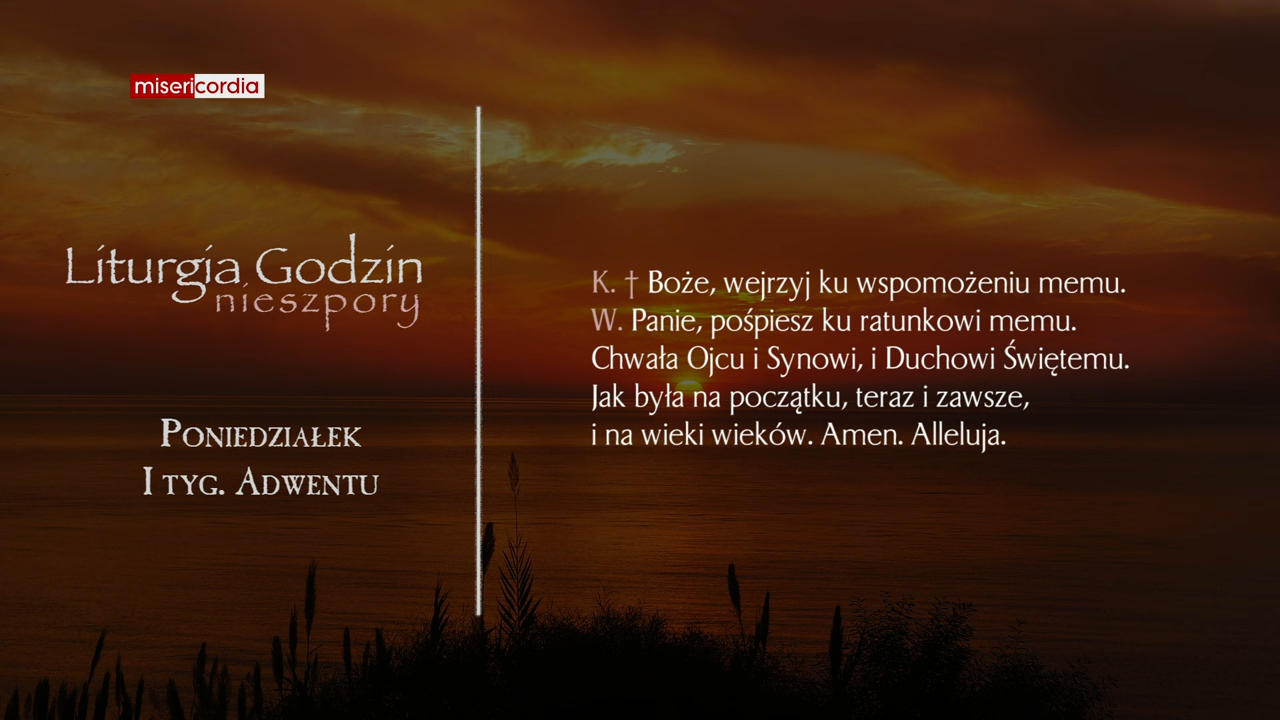 misericordia
Liturgia Godzin
nieszpory
Poniedziałek
I tyg. Adwentu
K. † Boże, wejrzyj ku wspomożeniu memu.
W. Panie, pośpiesz ku ratunkowi memu.
Chwała Ojcu i Synowi, i Duchowi Świętemu.
Jak była na początku, teraz i zawsze,
i na wieki wieków. Amen. Alleluja.